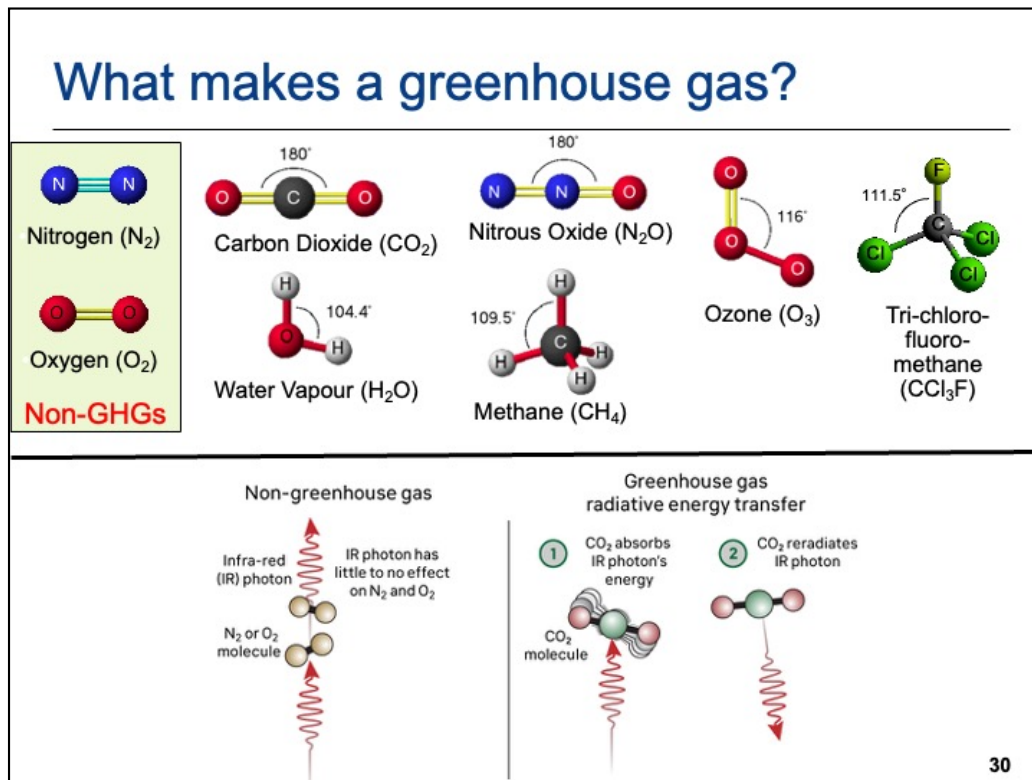 What makes a greenhouse gas?
N N
Nitrogen (N₂)
O O
Oxygen (O₂)
Non-GHGs
180°
O C O
Carbon Dioxide (CO₂)
H
104.4°
O H
Water Vapour (H₂O)
180°
N N O
Nitrous Oxide (N₂O)
H
109.5°
C
H H
H
Methane (CH₄)
O
116°
O
O
Ozone (O₃)
F
111.5°
C
Cl Cl
Cl
Tri-chloro-
fluoro-
methane
(CCl₃F)
Non-greenhouse gas
Infra-red
(IR) photon
IR photon has
little to no effect
on N₂ and O₂
N₂ or O₂
molecule
Greenhouse gas
radiative energy transfer
1
CO₂ absorbs
IR photon's
energy
CO₂
molecule
2
CO₂ reradiates
IR photon
30